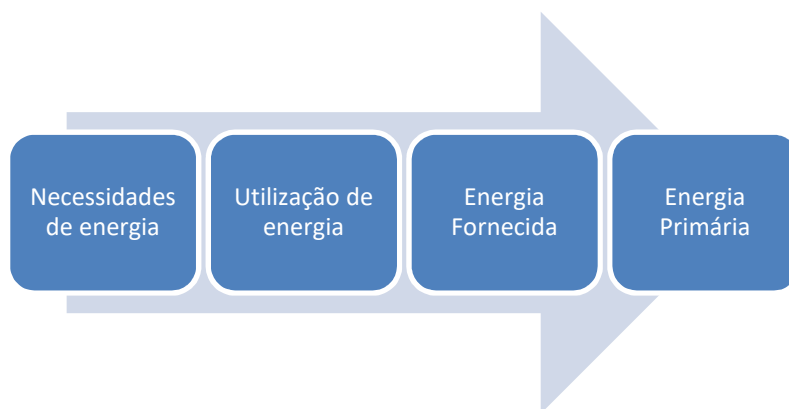 Necessidades
de energia
Utilização de
energia
Energia
Fornecida
Energia
Primária